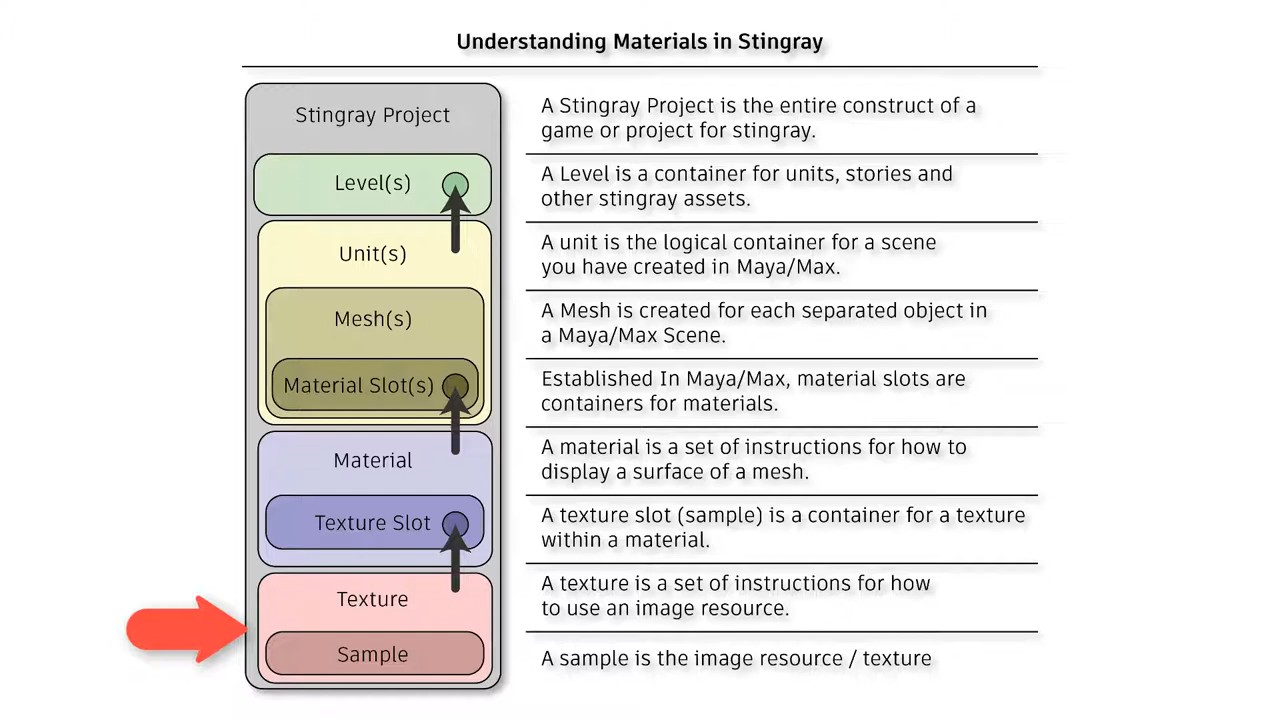 Understanding Materials in Stingray
Stingray Project
A Stingray Project is the entire construct of a
game or project for stingray.
Level(s)
A Level is a container for units, stories and
other stingray assets.
Unit(s)
A unit is the logical container for a scene
you have created in Maya/Max.
Mesh(s)
A Mesh is created for each separated object in
a Maya/Max Scene.
Material Slot(s)
Established In Maya/Max, material slots are
containers for materials.
Material
A material is a set of instructions for how to
display a surface of a mesh.
Texture Slot
A texture slot (sample) is a container for a texture
within a material.
Texture
A texture is a set of instructions for how
to use an image resource.
Sample
A sample is the image resource / texture